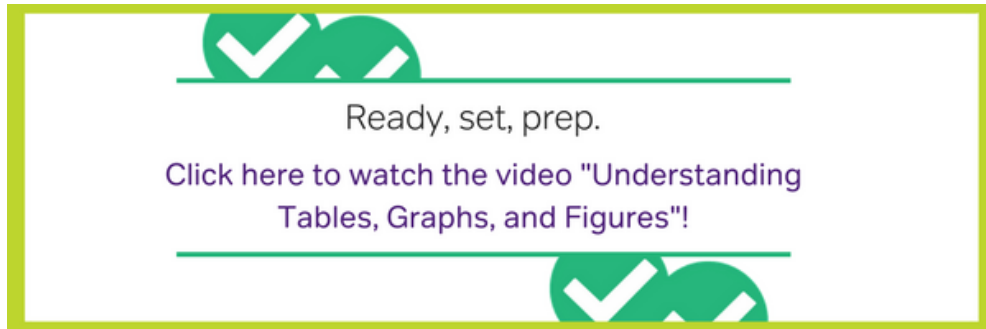 Ready, set, prep.
Click here to watch the video "Understanding
Tables, Graphs, and Figures"!